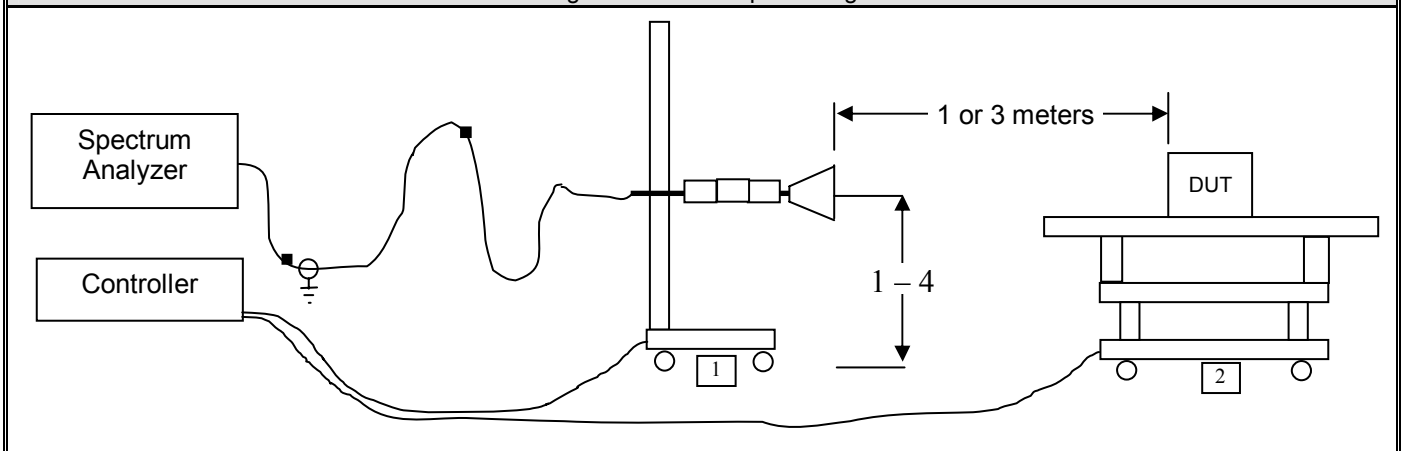 Spectrum
Analyzer
1 or 3 meters
DUT
Controller
1 – 4
1
2